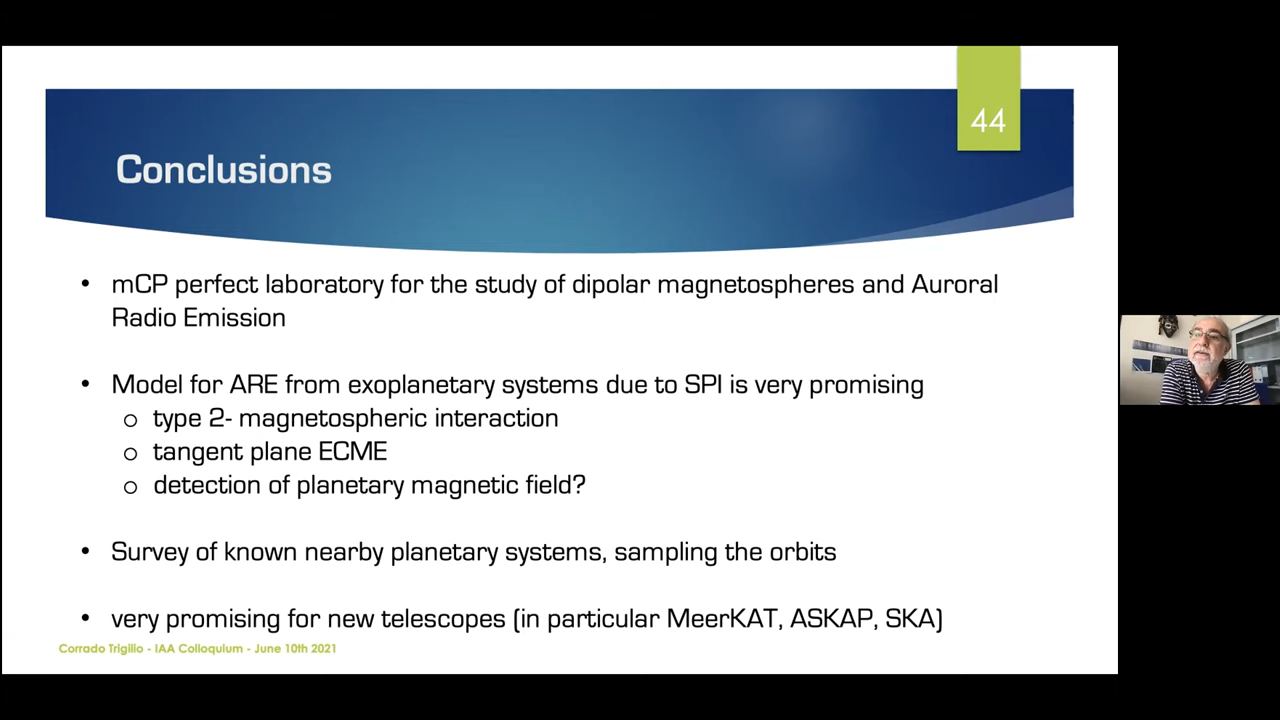 44
Conclusions
• mCP perfect laboratory for the study of dipolar magnetospheres and Auroral
Radio Emission
• Model for ARE from exoplanetary systems due to SPI is very promising
o type 2- magnetospheric interaction
o tangent plane ECME
o detection of planetary magnetic field?
• Survey of known nearby planetary systems, sampling the orbits
• very promising for new telescopes (in particular MeerKAT, ASKAP, SKA)
Corrado Trigilio - IAA Colloquium - June 10th 2021